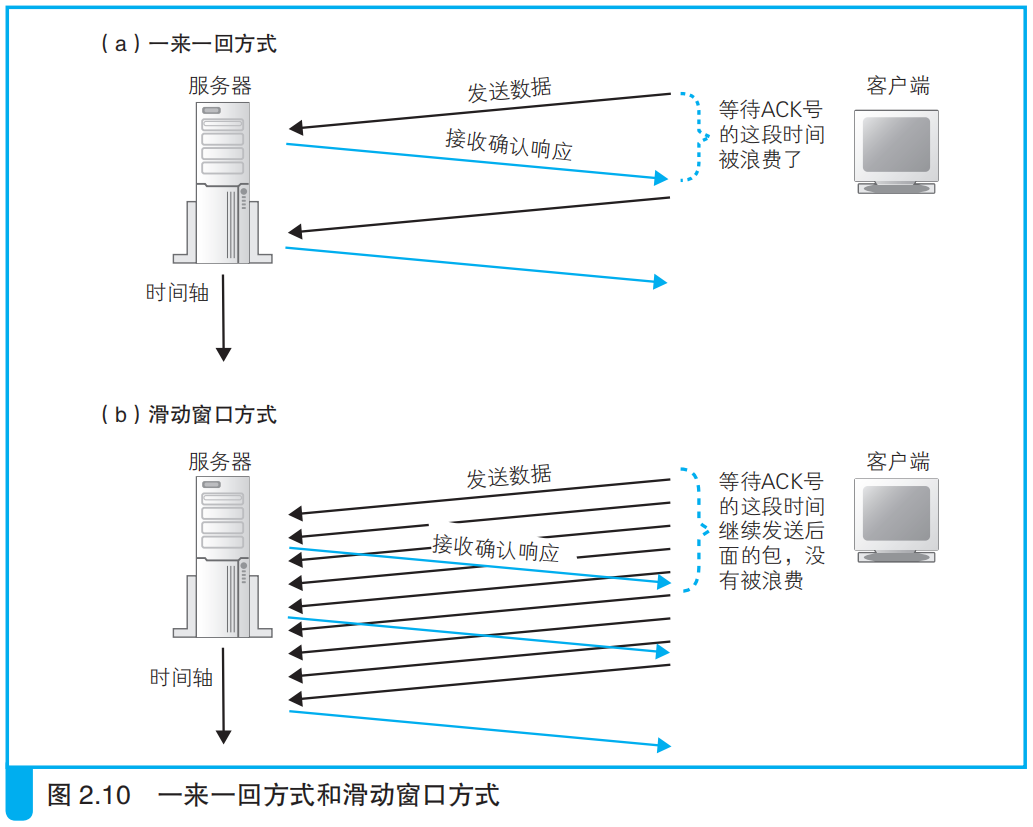 （a）一来一回方式
服务器
发送数据
接收确认响应
等待ACK号
的这段时间
被浪费了
客户端
时间轴
（b）滑动窗口方式
服务器
发送数据
接收确认响应
等待ACK号
的这段时间
继续发送后
面的包，没
有被浪费
客户端
时间轴
图 2.10 一来一回方式和滑动窗口方式